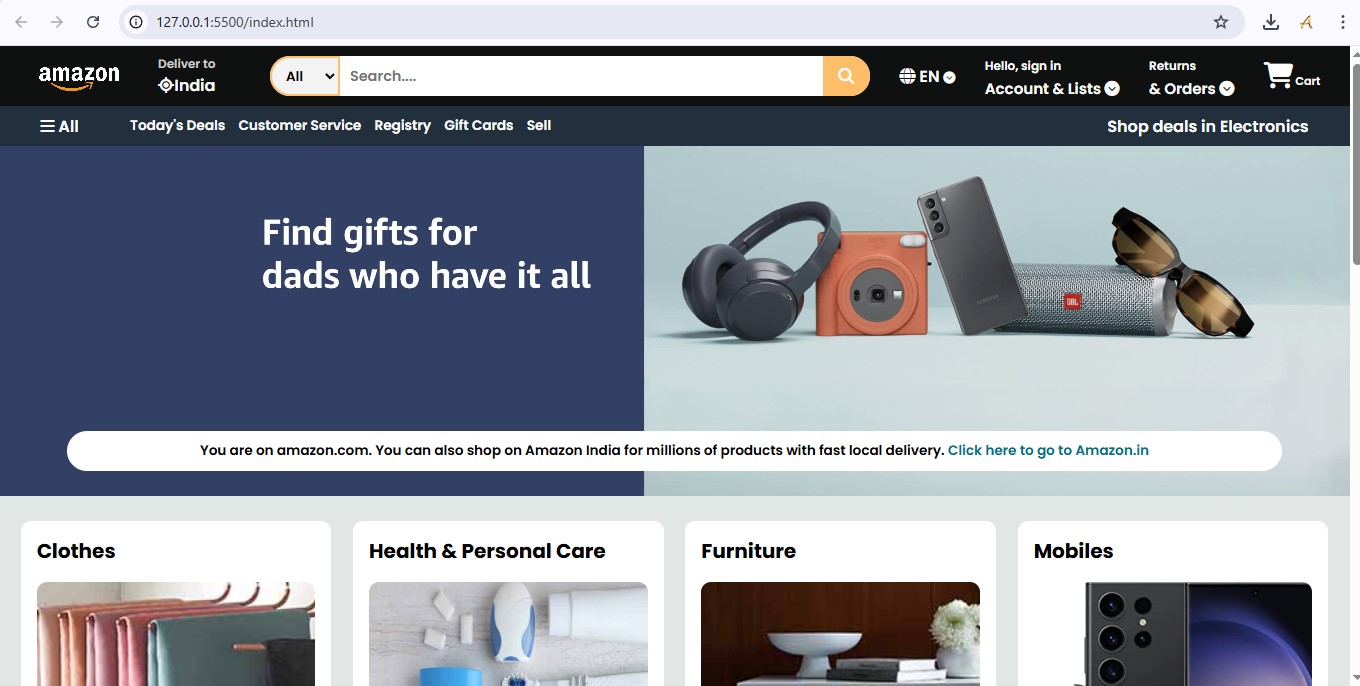 127.0.0.1:5500/index.html
amazon
Deliver to
India
All
Search....
EN
Hello, sign in
Account & Lists
Returns
& Orders
Cart
All
Today's Deals
Customer Service
Registry
Gift Cards
Sell
Shop deals in Electronics
Find gifts for
dads who have it all
SAMSUNG
JBL
You are on amazon.com. You can also shop on Amazon India for millions of products with fast local delivery. Click here to go to Amazon.in
Clothes
Health & Personal Care
Furniture
Mobiles